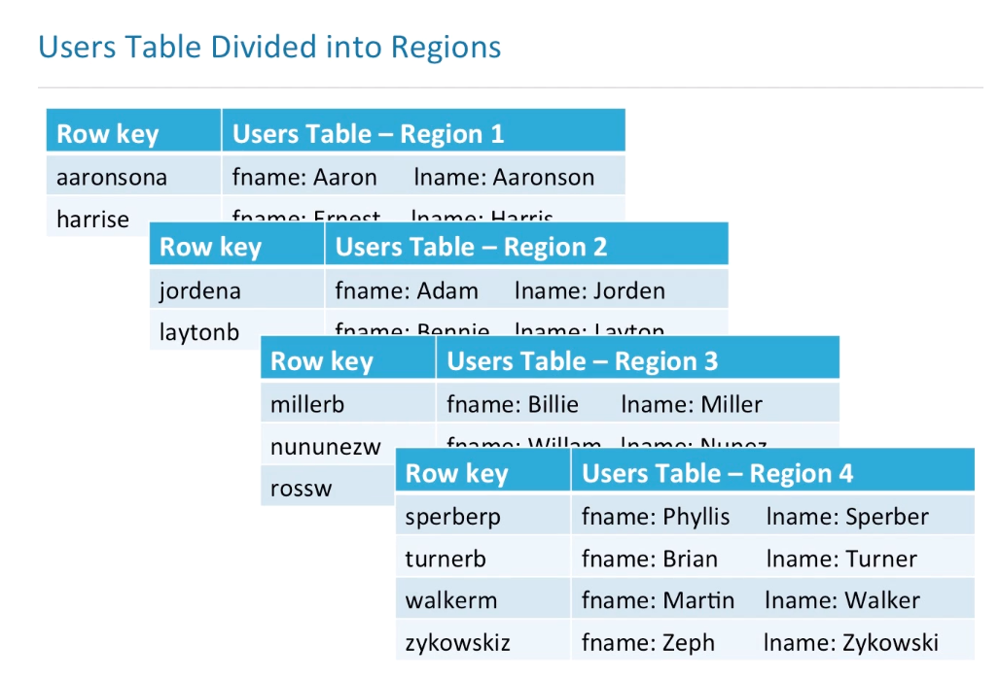 Users Table Divided into Regions
Row key Users Table – Region 1
aaronsona fname: Aaron lname: Aaronson
harrise fname: Ernest lname: Harris
Row key Users Table – Region 2
jordena fname: Adam lname: Jorden
laytonb fname: Bennie lname: Layton
Row key Users Table – Region 3
millerb fname: Billie lname: Miller
nununezw fname: Willam lname: Nunez
rossw
Row key Users Table – Region 4
sperberp fname: Phyllis lname: Sperber
turnerb fname: Brian lname: Turner
walkerm fname: Martin lname: Walker
zykowskiz fname: Zeph lname: Zykowski